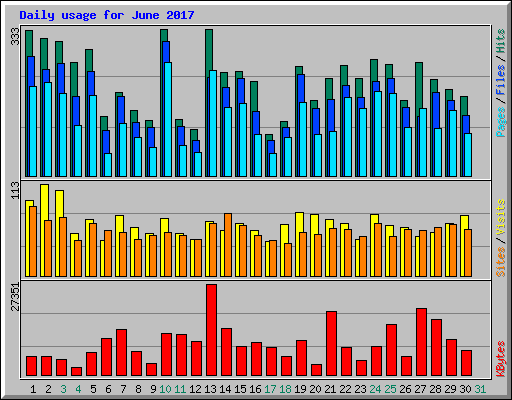 Daily usage for June 2017
333
Pages / Files / Hits
113
Sites / Visits
27351
KBytes
1 2 3 4 5 6 7 8 9 10 11 12 13 14 15 16 17 18 19 20 21 22 23 24 25 26 27 28 29 30 31